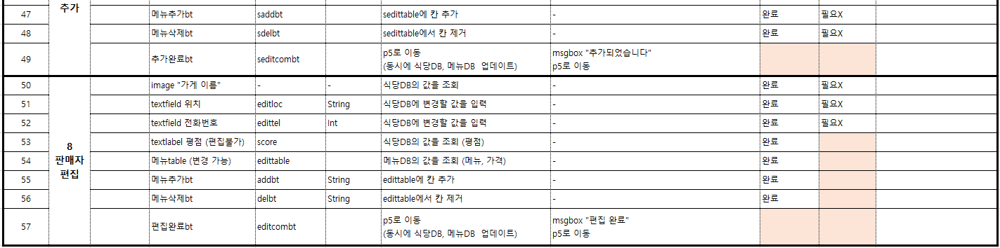 추가
47 메뉴추가bt saddbt sedittable에 칸 추가 - 완료 필요X
48 메뉴삭제bt sdelbt sedittable에서 칸 제거 - 완료 필요X
49 추가완료bt seditcombt p5로 이동 msgbox "추가되었습니다"
(동시에 식당DB, 메뉴DB  업데이트) p5로 이동
8
판매자
편집
50 image "가게 이름" - - 식당DB의 값을 조회 - 완료 필요X
51 textfield 위치 editloc String 식당DB에 변경할 값을 입력 - 완료 필요X
52 textfield 전화번호 edittel Int 식당DB에 변경할 값을 입력 - 완료 필요X
53 textlabel 평점 (편집불가) score 식당DB의 값을 조회 (평점) - 완료
54 메뉴table (변경 가능) edittable 메뉴DB의 값을 조회 (메뉴, 가격) - 완료
55 메뉴추가bt addbt String edittable에 칸 추가 - 완료
56 메뉴삭제bt delbt String edittable에서 칸 제거 - 완료
57 편집완료bt editcombt p5로 이동 msgbox "편집 완료"
(동시에 식당DB, 메뉴DB  업데이트) p5로 이동